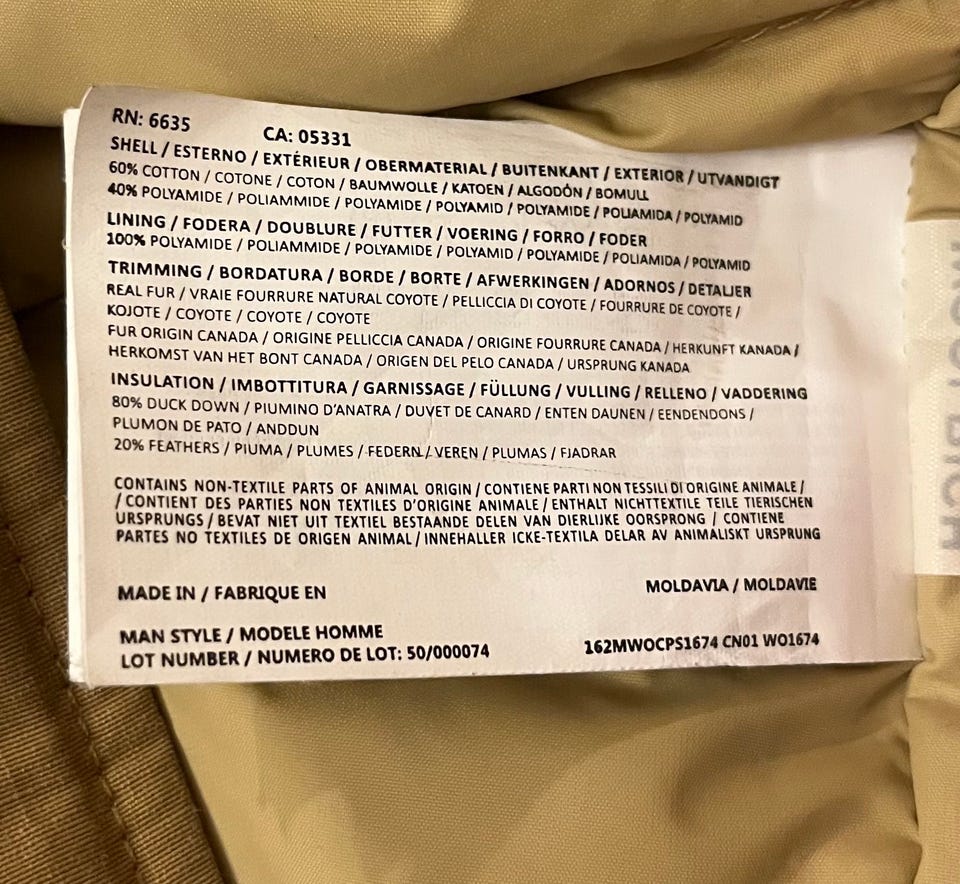 RN: 6635 CA: 05331
SHELL / ESTERNO / EXTÉRIEUR / OBERMATERIAL / BUITENKANT / EXTERIOR / UTVANDIGT
60% COTTON / COTONE / COTON / BAUMWOLLE / KATOEN / ALGODÓN / BOMULL
40% POLYAMIDE / POLIAMMIDE / POLYAMIDE / POLYAMID / POLYAMIDE / POLIAMIDA / POLYAMID
LINING / FODERA / DOUBLURE / FUTTER / VOERING / FORRO / FODER
100% POLYAMIDE / POLIAMMIDE / POLYAMIDE / POLYAMID / POLYAMIDE / POLIAMIDA / POLYAMID
TRIMMING / BORDATURA / BORDE / BORTE / AFWERKINGEN / ADORNOS / DETALJER
REAL FUR / VRAIE FOURRURE NATURAL COYOTE / PELLICCIA DI COYOTE / FOURRURE DE COYOTE /
KOJOTE / COYOTE / COYOTE / COYOTE
FUR ORIGIN CANADA / ORIGINE PELLICCIA CANADA / ORIGINE FOURRURE CANADA / HERKUNFT KANADA /
HERKOMST VAN HET BONT CANADA / ORIGEN DEL PELO CANADA / URSPRUNG KANADA
INSULATION / IMBOTTITURA / GARNISSAGE / FÜLLUNG / VULLING / RELLENO / VADDERING
80% DUCK DOWN / PIUMINO D'ANATRA / DUVET DE CANARD / ENTEN DAUNEN / EENDENDONS /
PLUMON DE PATO / ANDDUN
20% FEATHERS / PIUMA / PLUMES / FEDERN / VEREN / PLUMAS / FJADRAR
CONTAINS NON-TEXTILE PARTS OF ANIMAL ORIGIN / CONTIENE PARTI NON TESSILI DI ORIGINE ANIMALE /
/ CONTIENT DES PARTIES NON TEXTILES D'ORIGINE ANIMALE / ENTHALT NICHTTEXTILE TEILE TIERISCHEN
URSPRUNGS / BEVAT NIET UIT TEXTIEL BESTAANDE DELEN VAN DIERLIJKE OORSPRONG / CONTIENE
PARTES NO TEXTILES DE ORIGEN ANIMAL / INNEHALLER ICKE-TEXTILA DELAR AV ANIMALISKT URSPRUNG
MADE IN / FABRIQUE EN MOLDAVIA / MOLDAVIE
MAN STYLE / MODELE HOMME
LOT NUMBER / NUMERO DE LOT: 50/000074 162MWOCPS1674 CN01 WO1674